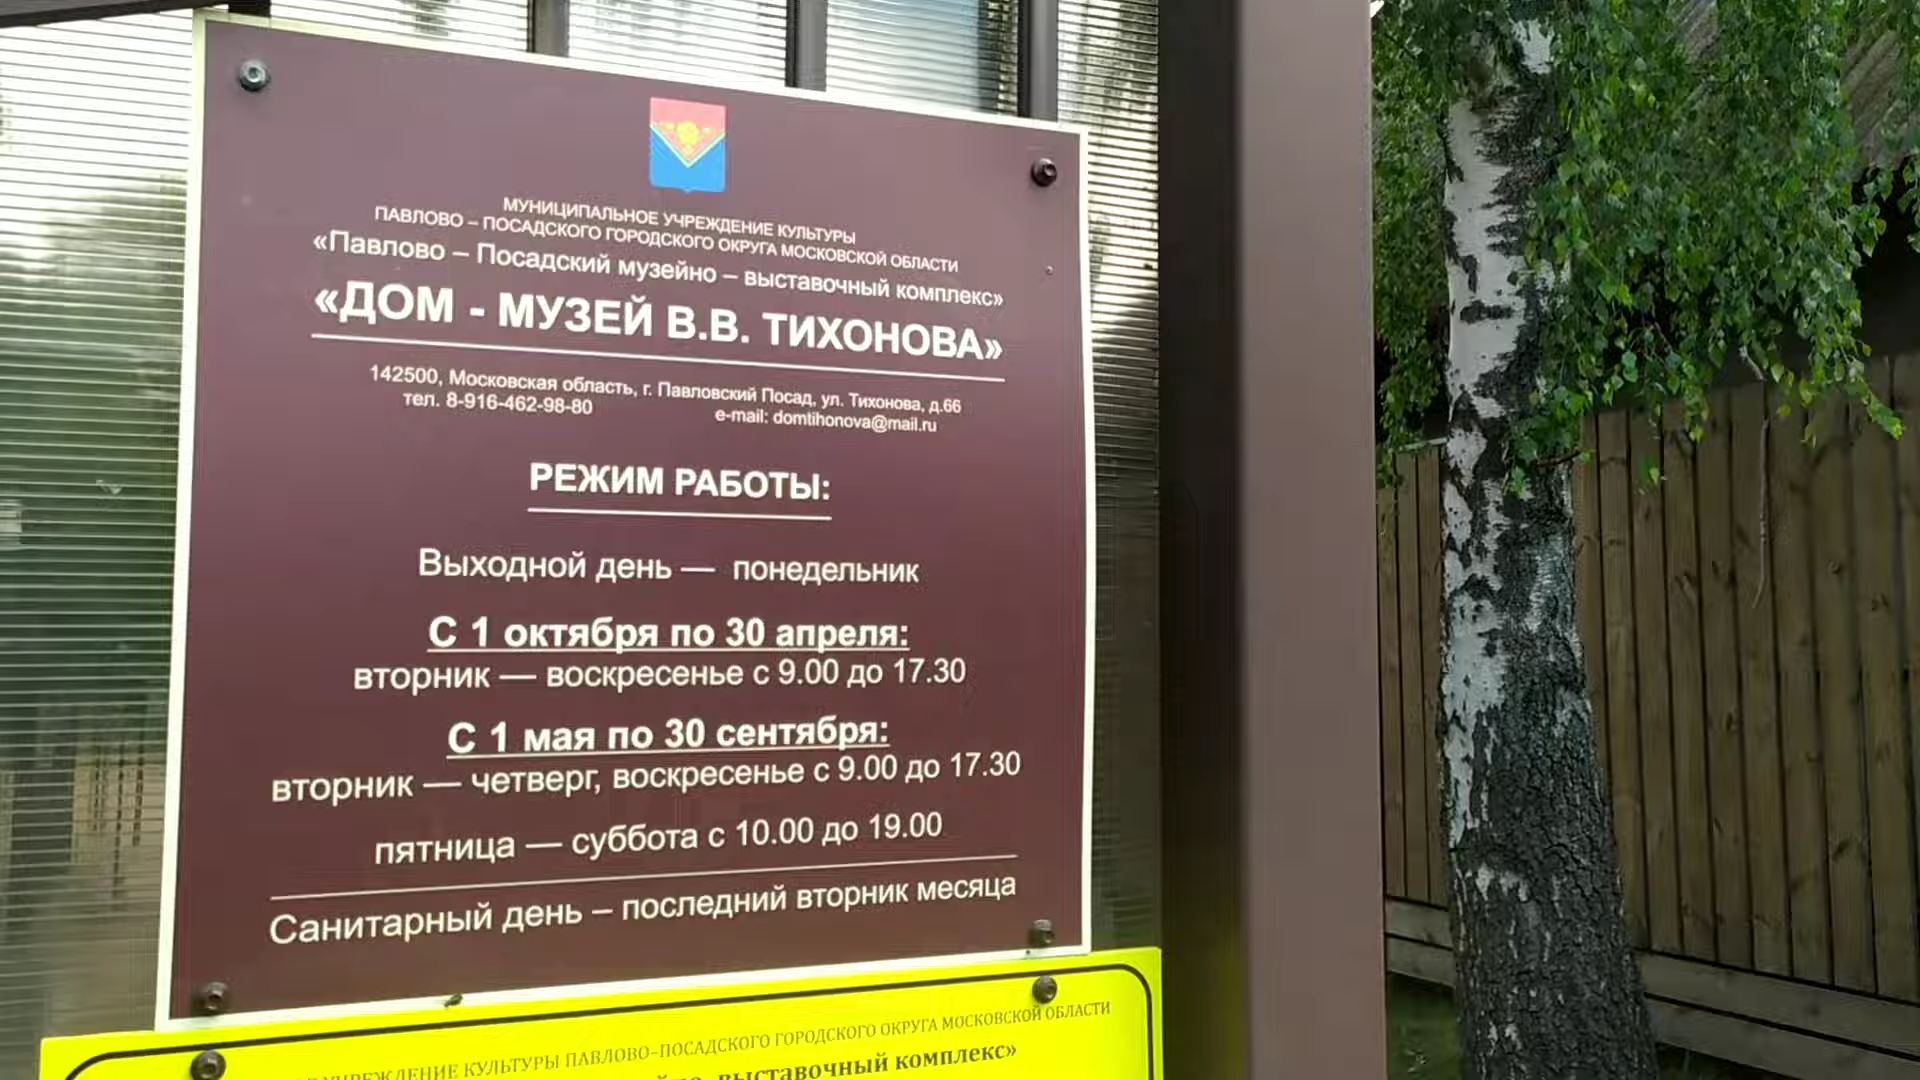 МУНИЦИПАЛЬНОЕ УЧРЕЖДЕНИЕ КУЛЬТУРЫ
ПАВЛОВО – ПОСАДСКОГО ГОРОДСКОГО ОКРУГА МОСКОВСКОЙ ОБЛАСТИ
«Павлово – Посадский музейно – выставочный комплекс»
«ДОМ - МУЗЕЙ В.В. ТИХОНОВА»
142500, Московская область, г. Павловский Посад, ул. Тихонова, д.66
тел. 8-916-462-98-80 e-mail: domtihonova@mail.ru
РЕЖИМ РАБОТЫ:
Выходной день — понедельник
С 1 октября по 30 апреля:
вторник — воскресенье с 9.00 до 17.30
С 1 мая по 30 сентября:
вторник — четверг, воскресенье с 9.00 до 17.30
пятница — суббота с 10.00 до 19.00
Санитарный день – последний вторник месяца
УЧРЕЖДЕНИЕ КУЛЬТУРЫ ПАВЛОВО-ПОСАДСКОГО ГОРОДСКОГО ОКРУГА МОСКОВСКОЙ ОБЛАСТИ
выставочный комплекс»